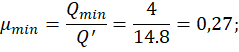 μ_min = Q_min / Q′ = 4 / 14.8 = 0,27;